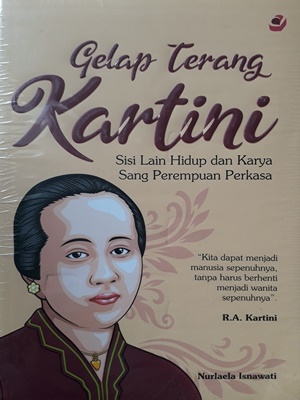 Gelap Terang
Kartini
Sisi Lain Hidup dan Karya
Sang Perempuan Perkasa
"Kita dapat menjadi
manusia sepenuhnya,
tanpa harus berhenti
menjadi wanita
sepenuhnya".
R.A. Kartini
Nurlaela Isnawati